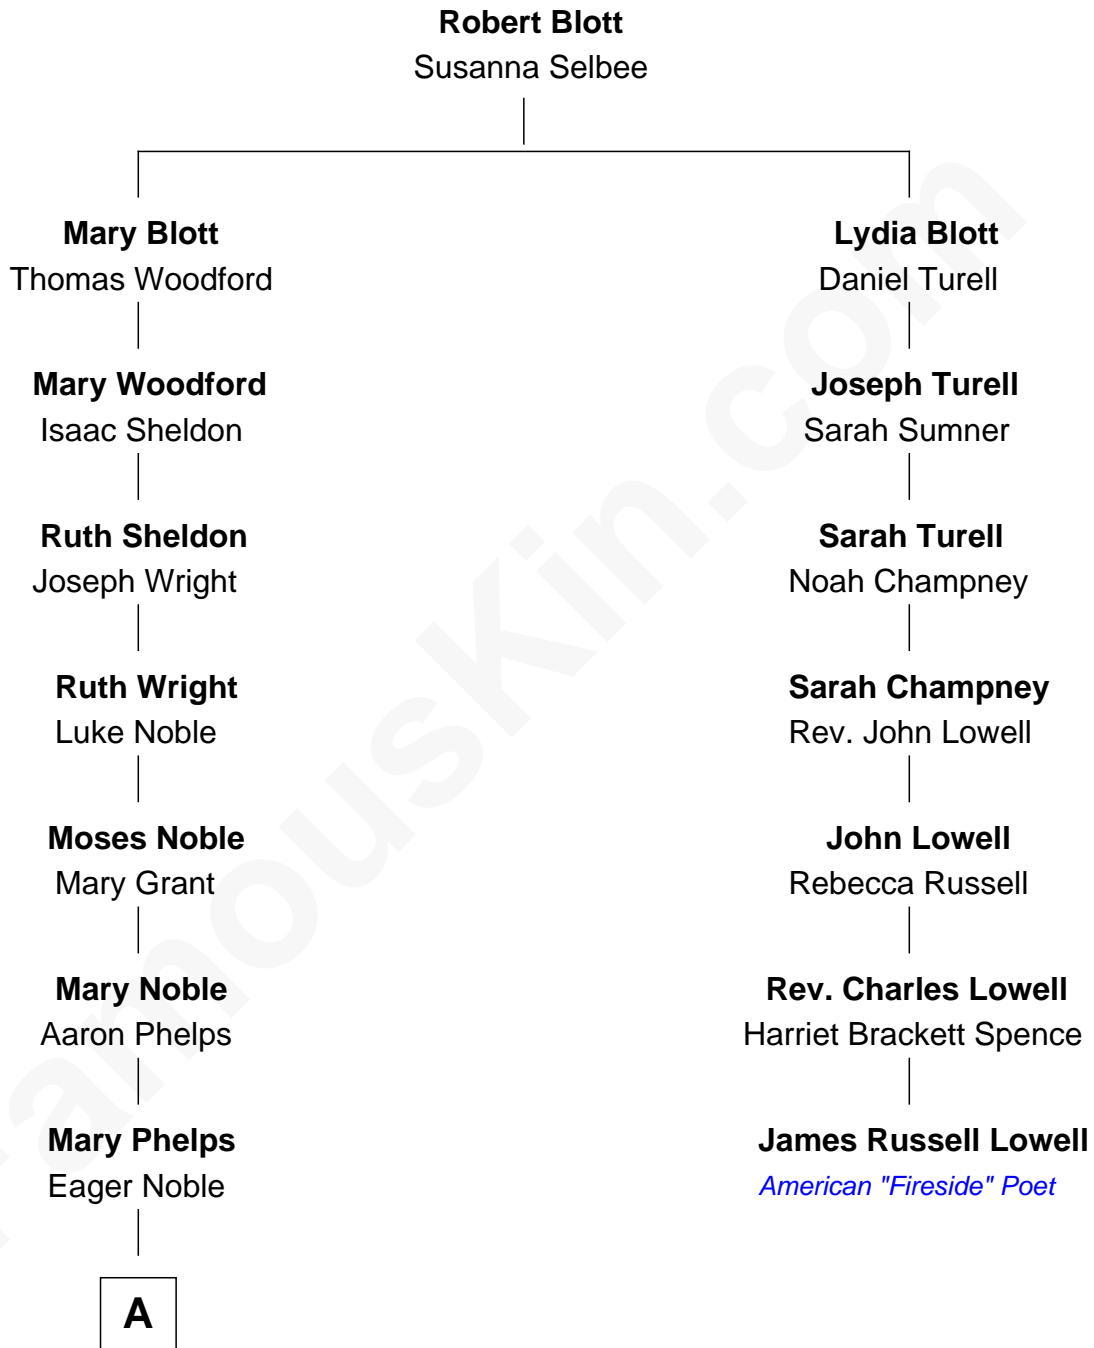 Robert Blott
Susanna Selbee
Mary Blott
Thomas Woodford
Lydia Blott
Daniel Turell
Mary Woodford
Isaac Sheldon
Joseph Turell
Sarah Sumner
Ruth Sheldon
Joseph Wright
Sarah Turell
Noah Champney
Ruth Wright
Luke Noble
Sarah Champney
Rev. John Lowell
Moses Noble
Mary Grant
John Lowell
Rebecca Russell
Mary Noble
Aaron Phelps
Rev. Charles Lowell
Harriet Brackett Spence
Mary Phelps
Eager Noble
James Russell Lowell
American "Fireside" Poet
A
FamousKin.com